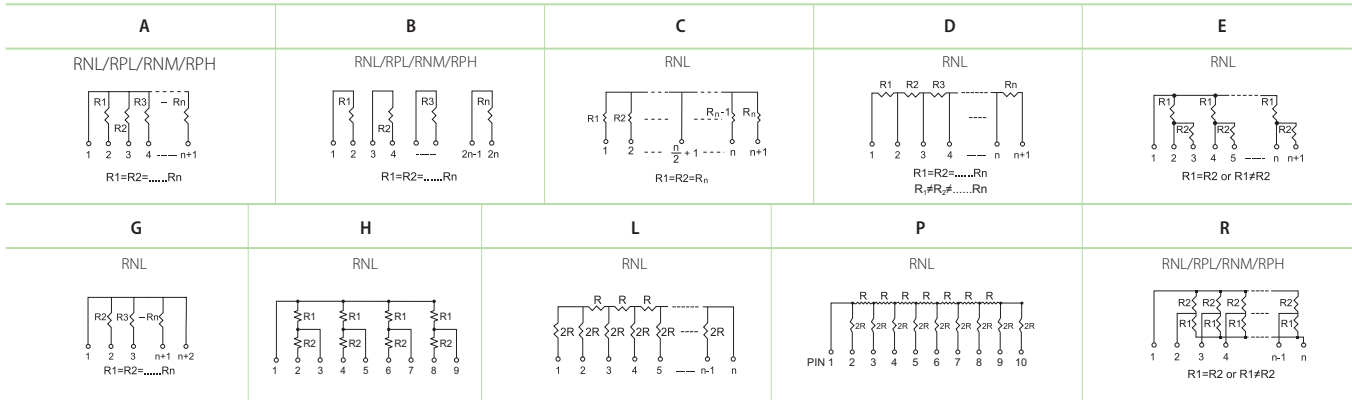 A B C D E
RNL/RPL/RNM/RPH RNL/RPL/RNM/RPH RNL RNL RNL
R1 R2 R3 Rn
1 2 3 4 n+1
R1=R2=......Rn
R1 R2 R3 Rn
1 2 3 4 2n-1 2n
R1=R2=......Rn
R1 R2 Rn-1 Rn
1 2 n/2 + 1 n n+1
R1=R2=Rn
R1 R2 R3 Rn
1 2 3 4 n n+1
R1=R2=......Rn
R1≠R2≠......Rn
R1 R1 R1
R2 R2 R2
1 2 3 4 5 n n+1
R1=R2 or R1≠R2
G H L P R
RNL RNL RNL RNL RNL/RPL/RNM/RPH
R2 R3 Rn
1 2 3 n+1 n+2
R1=R2=......Rn
R1 R1 R1 R1
R2 R2 R2 R2
1 2 3 4 5 6 7 8 9
R R R
2R 2R 2R 2R 2R 2R
1 2 3 4 5 n-1 n
R R R R R R R
2R 2R 2R 2R 2R 2R 2R 2R 2R
PIN 1 2 3 4 5 6 7 8 9 10
R2 R2 R2 R2
R1 R1 R1 R1
1 2 3 4 n-1 n
R1=R2 or R1≠R2